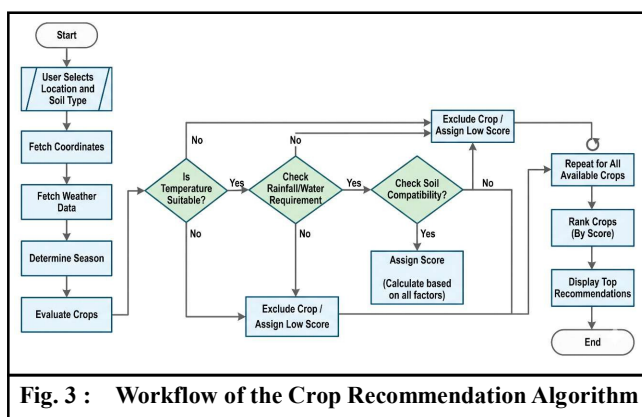 Start
User Selects
Location and
Soil Type
Fetch Coordinates
Fetch Weather
Data
Determine Season
Evaluate Crops
Is
Temperature
Suitable?
No
No
Yes
Check
Rainfall/Water
Requirement
No
No
Yes
Check Soil
Compatibility?
No
Yes
Assign Score
(Calculate based
on all factors)
Exclude Crop /
Assign Low Score
Exclude Crop /
Assign Low Score
Repeat for All
Available Crops
Rank Crops
(By Score)
Display Top
Recommendations
End
Fig. 3 : Workflow of the Crop Recommendation Algorithm